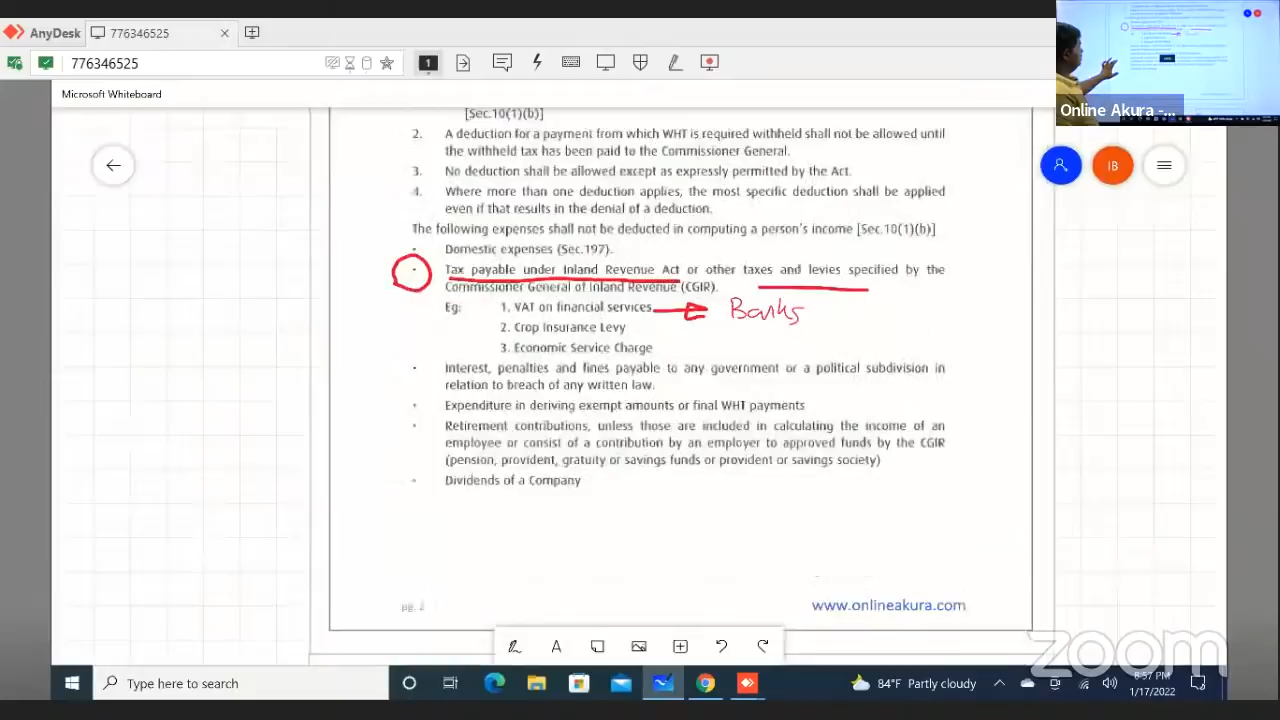 AnyDesk
776346525
776346525
1
Microsoft Whiteboard
[Sec.10(1)(b)]
2. A deduction for a payment from which WHT is required withheld shall not be allowed until
the withheld tax has been paid to the Commissioner General.
3. No deduction shall be allowed except as expressly permitted by the Act.
4. Where more than one deduction applies, the most specific deduction shall be applied
even if that results in the denial of a deduction.
The following expenses shall not be deducted in computing a person's income [Sec.10(1)(b)]
Domestic expenses (Sec.197).
Tax payable under Inland Revenue Act or other taxes and levies specified by the
Commissioner General of Inland Revenue (CGIR).
Eg: 1. VAT on financial services → Banks
2. Crop Insurance Levy
3. Economic Service Charge
Interest, penalties and fines payable to any government or a political subdivision in
relation to breach of any written law.
Expenditure in deriving exempt amounts or final WHT payments
Retirement contributions, unless those are included in calculating the income of an
employee or consist of a contribution by an employer to approved funds by the CGIR
(pension, provident, gratuity or savings funds or provident or savings society)
Dividends of a Company
pg.
www.onlineakura.com
Online Akura -...
IB
zoom
Type here to search
84°F Partly cloudy
8:57 PM
1/17/2022